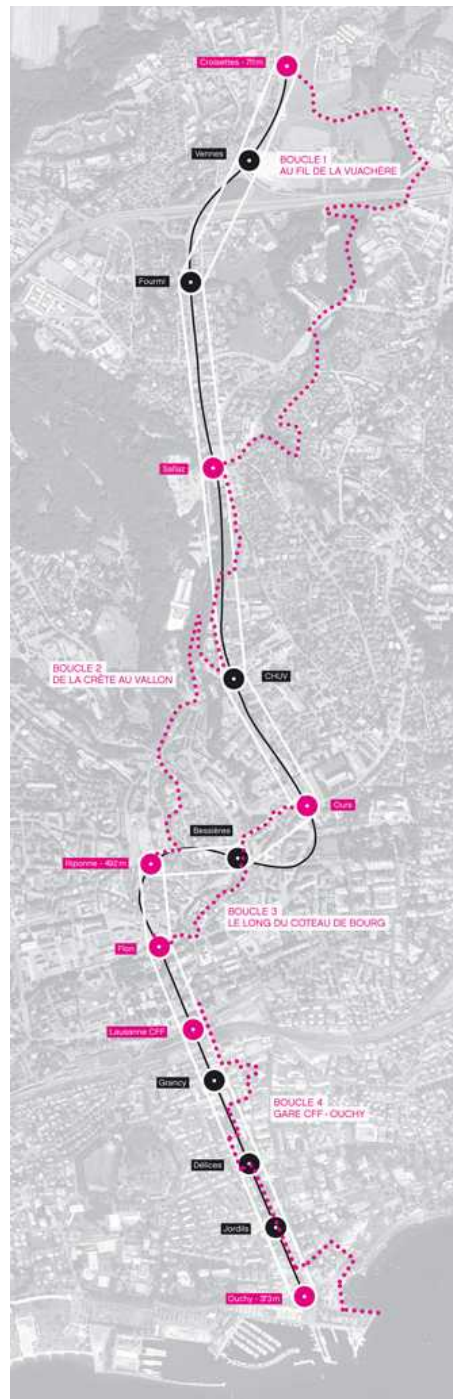 Croisettes - 711 m
Vennes
BOUCLE 1
AU FIL DE LA VUACHÈRE
Fourmi
Sallaz
BOUCLE 2
DE LA CRÊTE AU VALLON
CHUV
Ours
Bessières
Riponne - 492 m
BOUCLE 3
LE LONG DU COTEAU DE BOURG
Flon
Lausanne CFF
Grancy
BOUCLE 4
GARE CFF - OUCHY
Délices
Jordils
Ouchy - 373 m